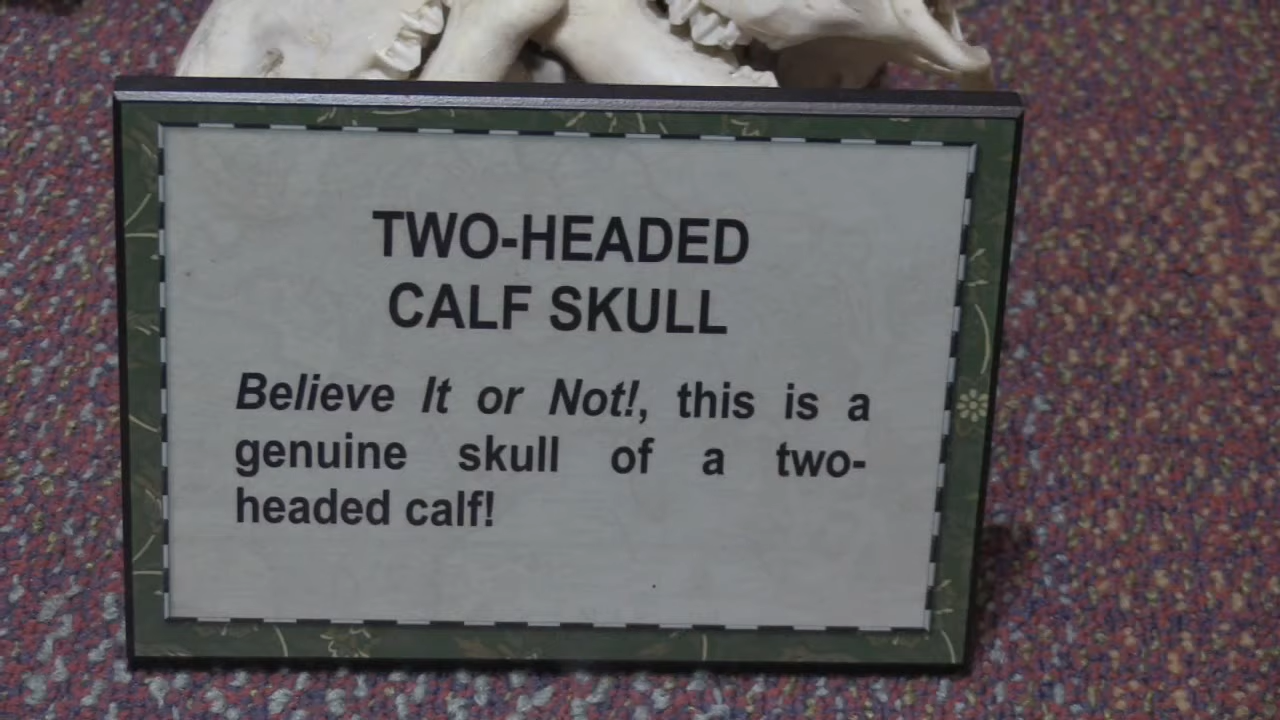 TWO-HEADED
CALF SKULL
Believe It or Not!, this is a
genuine skull of a two-
headed calf!